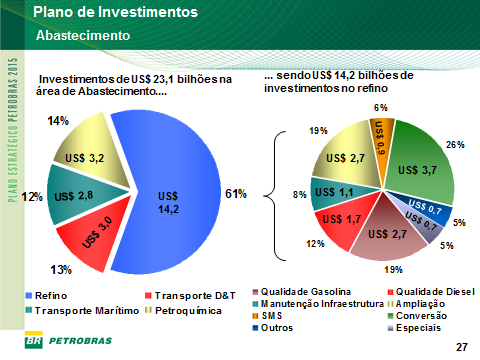 Plano de Investimentos
Abastecimento
PLANO ESTRATÉGICO PETROBRAS 2015
Investimentos de US$ 23,1 bilhões na
área de Abastecimento....
... sendo US$ 14,2 bilhões de
investimentos no refino
14%
US$ 3,2
12%
US$ 2,8
US$ 3,0
13%
US$
14,2
61%
6%
US$ 0,9
19%
US$ 2,7
26%
US$ 3,7
8%
US$ 1,1
US$ 0,7
5%
US$ 1,7
US$ 0,7
5%
12%
US$ 2,7
19%
Refino
Transporte D&T
Transporte Marítimo
Petroquímica
Qualidade Gasolina
Qualidade Diesel
Manutenção Infraestrutura
Ampliação
SMS
Conversão
Outros
Especiais
BR PETROBRAS
27